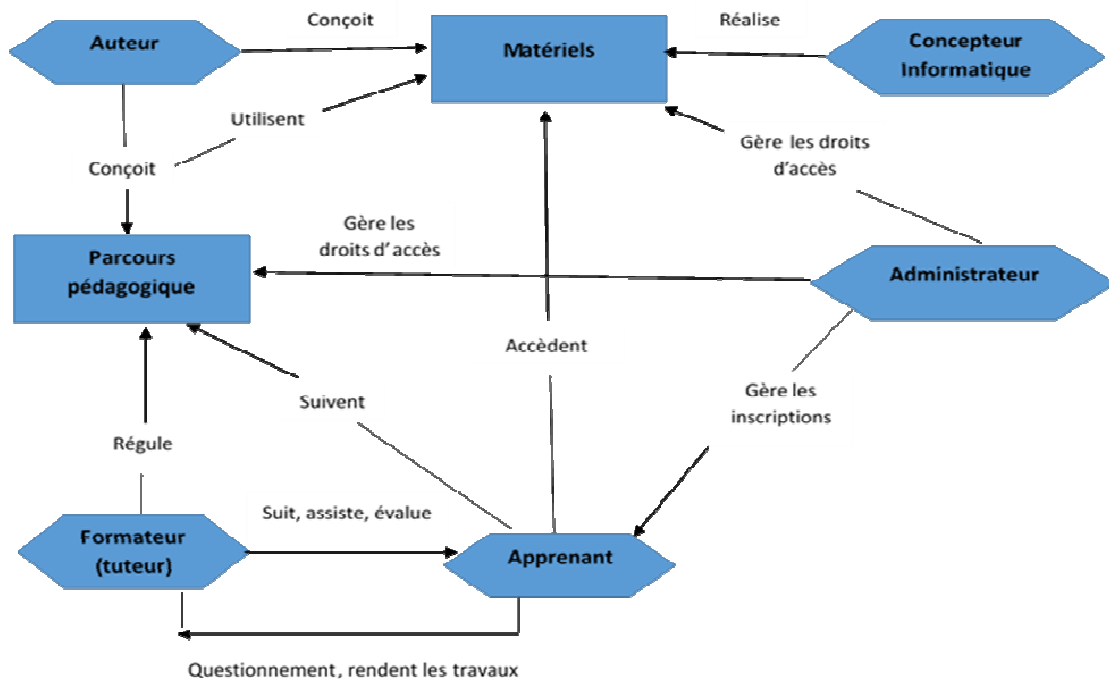 Conçoit
Réalise
Auteur
Matériels
Concepteur
Informatique
Utilisent
Gère les droits
d'accès
Conçoit
Gère les
droits d'accès
Parcours
pédagogique
Administrateur
Accèdent
Gère les
inscriptions
Suivent
Régule
Suit, assiste, évalue
Formateur
(tuteur)
Apprenant
Questionnement, rendent les travaux